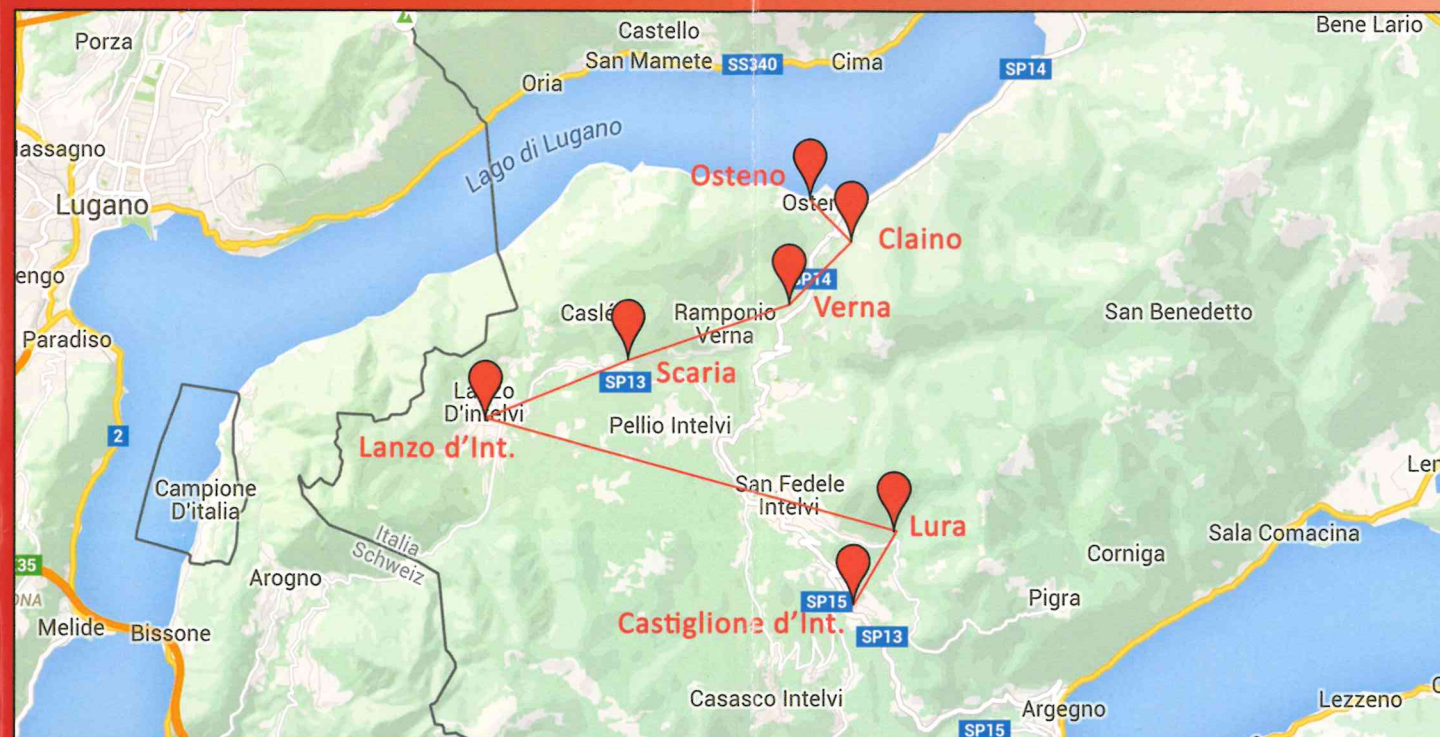 Porza
Castello
Bene Lario
San Mamete
SS340
Cima
SP14
Oria
Lago di Lugano
Lugano
Osteno
Claino
SP14
Caslé
Ramponio
Verna
Verna
San Benedetto
Paradiso
Scaria
SP13
Lanzo
D'intelvi
Pellio Intelvi
Lanzo d'Int.
2
Campione
D'italia
San Fedele
Intelvi
Lura
Sala Comacina
Italia
Schweiz
Corniga
Arogno
Pigra
SP15
Castiglione d'Int.
SP13
Melide
Bissone
Casasco Intelvi
Argegno
Lezzeno
SP15